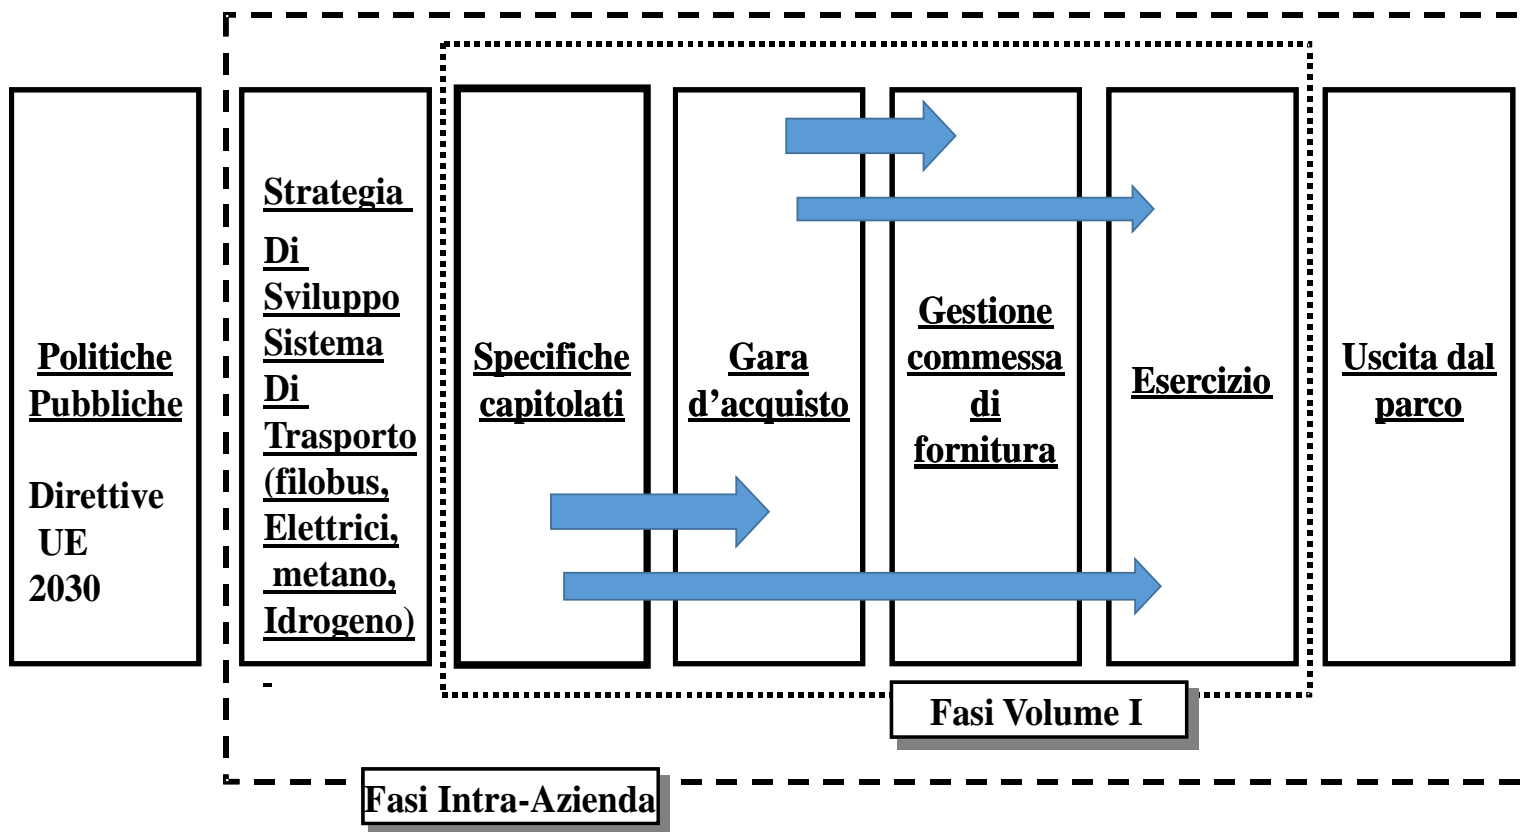 Politiche
Pubbliche
Direttive
UE
2030
Strategia
Di
Sviluppo
Sistema
Di
Trasporto
(filobus,
Elettrici,
metano,
Idrogeno)
Specifiche
capitolati
Gara
d’acquisto
Gestione
commessa
di
fornitura
Esercizio
Uscita dal
parco
Fasi Volume I
Fasi Intra-Azienda